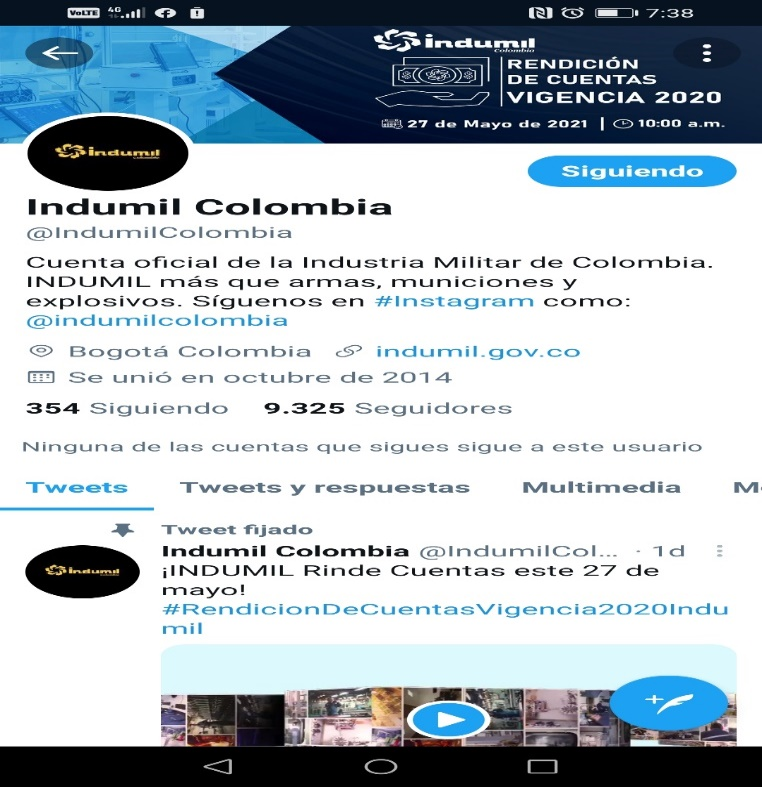 VoLTE 4G 7:38
indumil
Colombia
RENDICIÓN
DE CUENTAS
VIGENCIA 2020
27 de Mayo de 2021 | 10:00 a.m.
indumil
Siguiendo
Indumil Colombia
@IndumilColombia
Cuenta oficial de la Industria Militar de Colombia.
INDUMIL más que armas, municiones y
explosivos. Síguenos en #Instagram como:
@indumilcolombia
Bogotá Colombia indumil.gov.co
Se unió en octubre de 2014
354 Siguiendo 9.325 Seguidores
Ninguna de las cuentas que sigues sigue a este usuario
Tweets Tweets y respuestas Multimedia M
Tweet fijado
Indumil Colombia @IndumilCol... · 1d
indumil
¡INDUMIL Rinde Cuentas este 27 de
mayo!
#RendicionDeCuentasVigencia2020Indu
mil